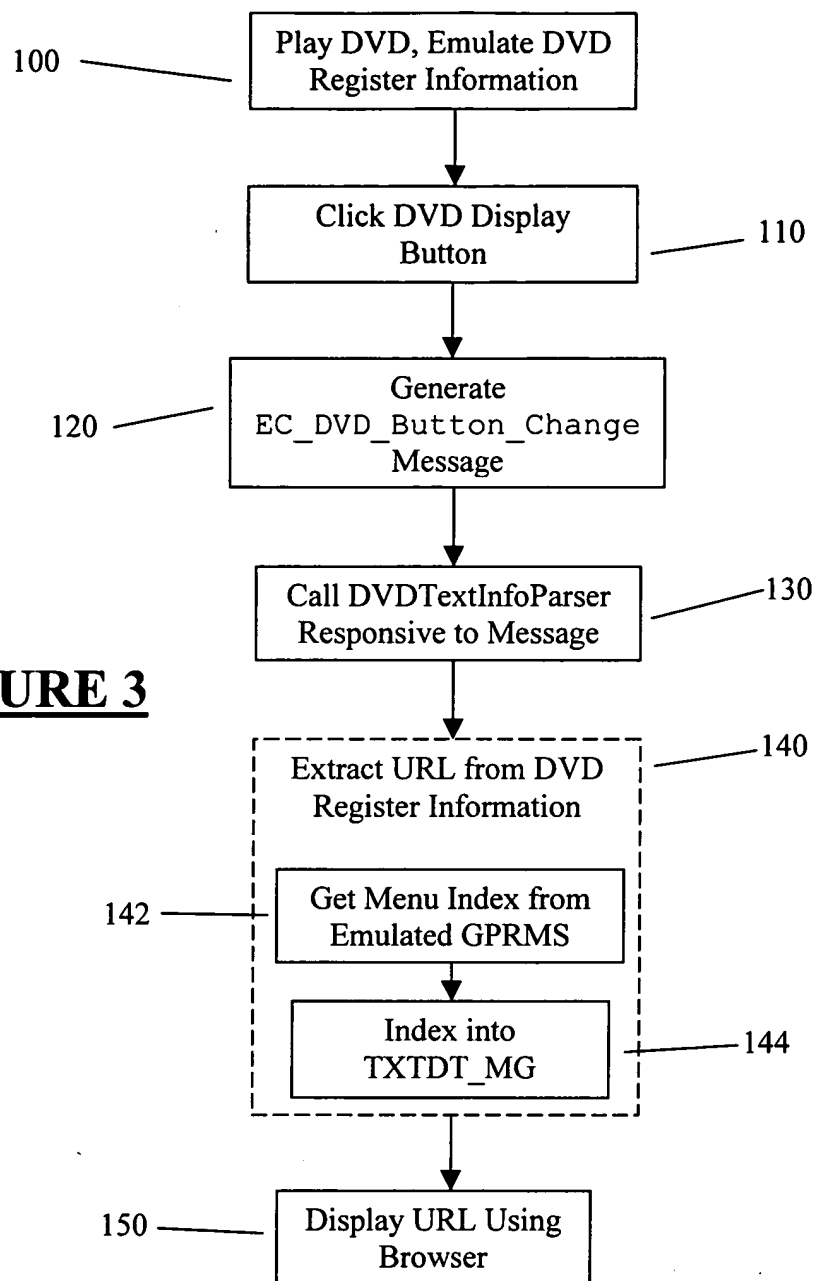 Play DVD, Emulate DVD
Register Information
100
Click DVD Display
Button
110
Generate
EC_DVD_Button_Change
Message
120
Call DVDTextInfoParser
Responsive to Message
130
URE 3
Extract URL from DVD
Register Information
140
Get Menu Index from
Emulated GPRMS
142
Index into
TXTDT_MG
144
Display URL Using
Browser
150